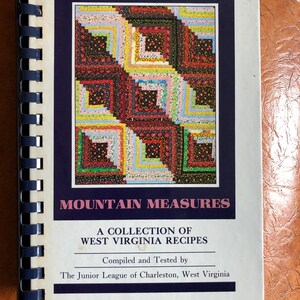 MOUNTAIN MEASURES
A COLLECTION OF
WEST VIRGINIA RECIPES
Compiled and Tested by
The Junior League of Charleston, West Virginia